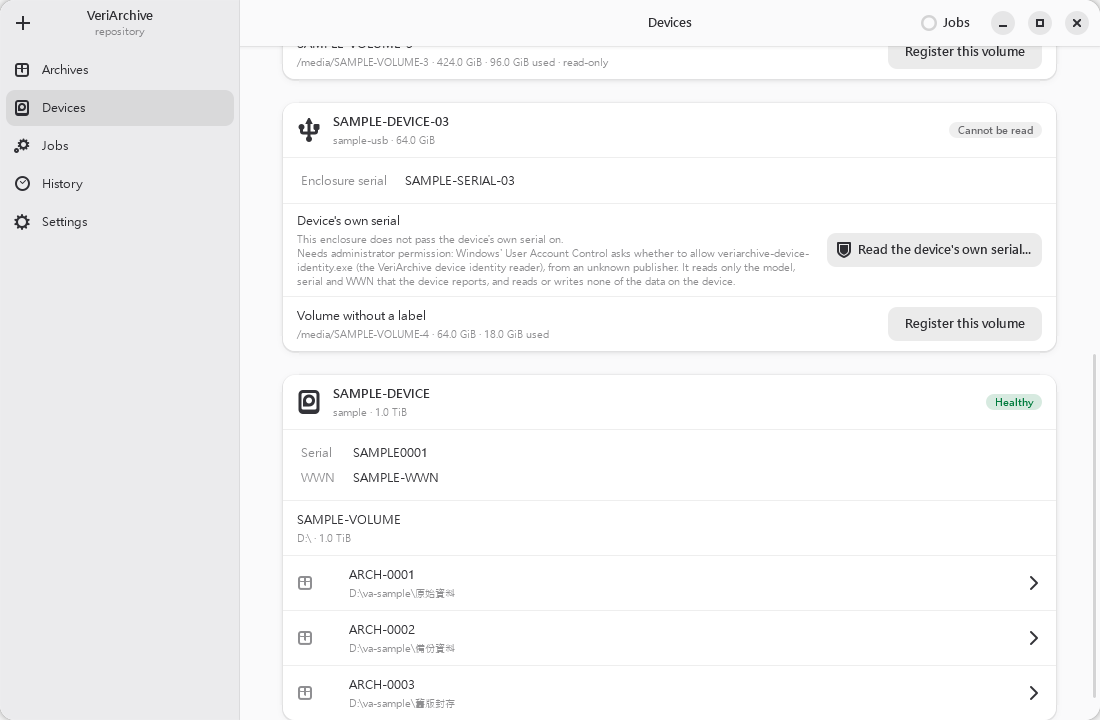 VeriArchive
repository
Archives
Devices
Jobs
History
Settings
Devices
Jobs
SAMPLE-VOLUME-3
/media/SAMPLE-VOLUME-3 · 424.0 GiB · 96.0 GiB used · read-only
Register this volume
SAMPLE-DEVICE-03
sample-usb · 64.0 GiB
Cannot be read
Enclosure serial SAMPLE-SERIAL-03
Device's own serial
This enclosure does not pass the device's own serial on.
Needs administrator permission: Windows' User Account Control asks whether to allow veriarchive-device-
identity.exe (the VeriArchive device identity reader), from an unknown publisher. It reads only the model,
serial and WWN that the device reports, and reads or writes none of the data on the device.
Read the device's own serial...
Volume without a label
/media/SAMPLE-VOLUME-4 · 64.0 GiB · 18.0 GiB used
Register this volume
SAMPLE-DEVICE
sample · 1.0 TiB
Healthy
Serial SAMPLE0001
WWN SAMPLE-WWN
SAMPLE-VOLUME
D:\ · 1.0 TiB
ARCH-0001
D:\va-sample\原始資料
ARCH-0002
D:\va-sample\備份資料
ARCH-0003
D:\va-sample\舊版封存